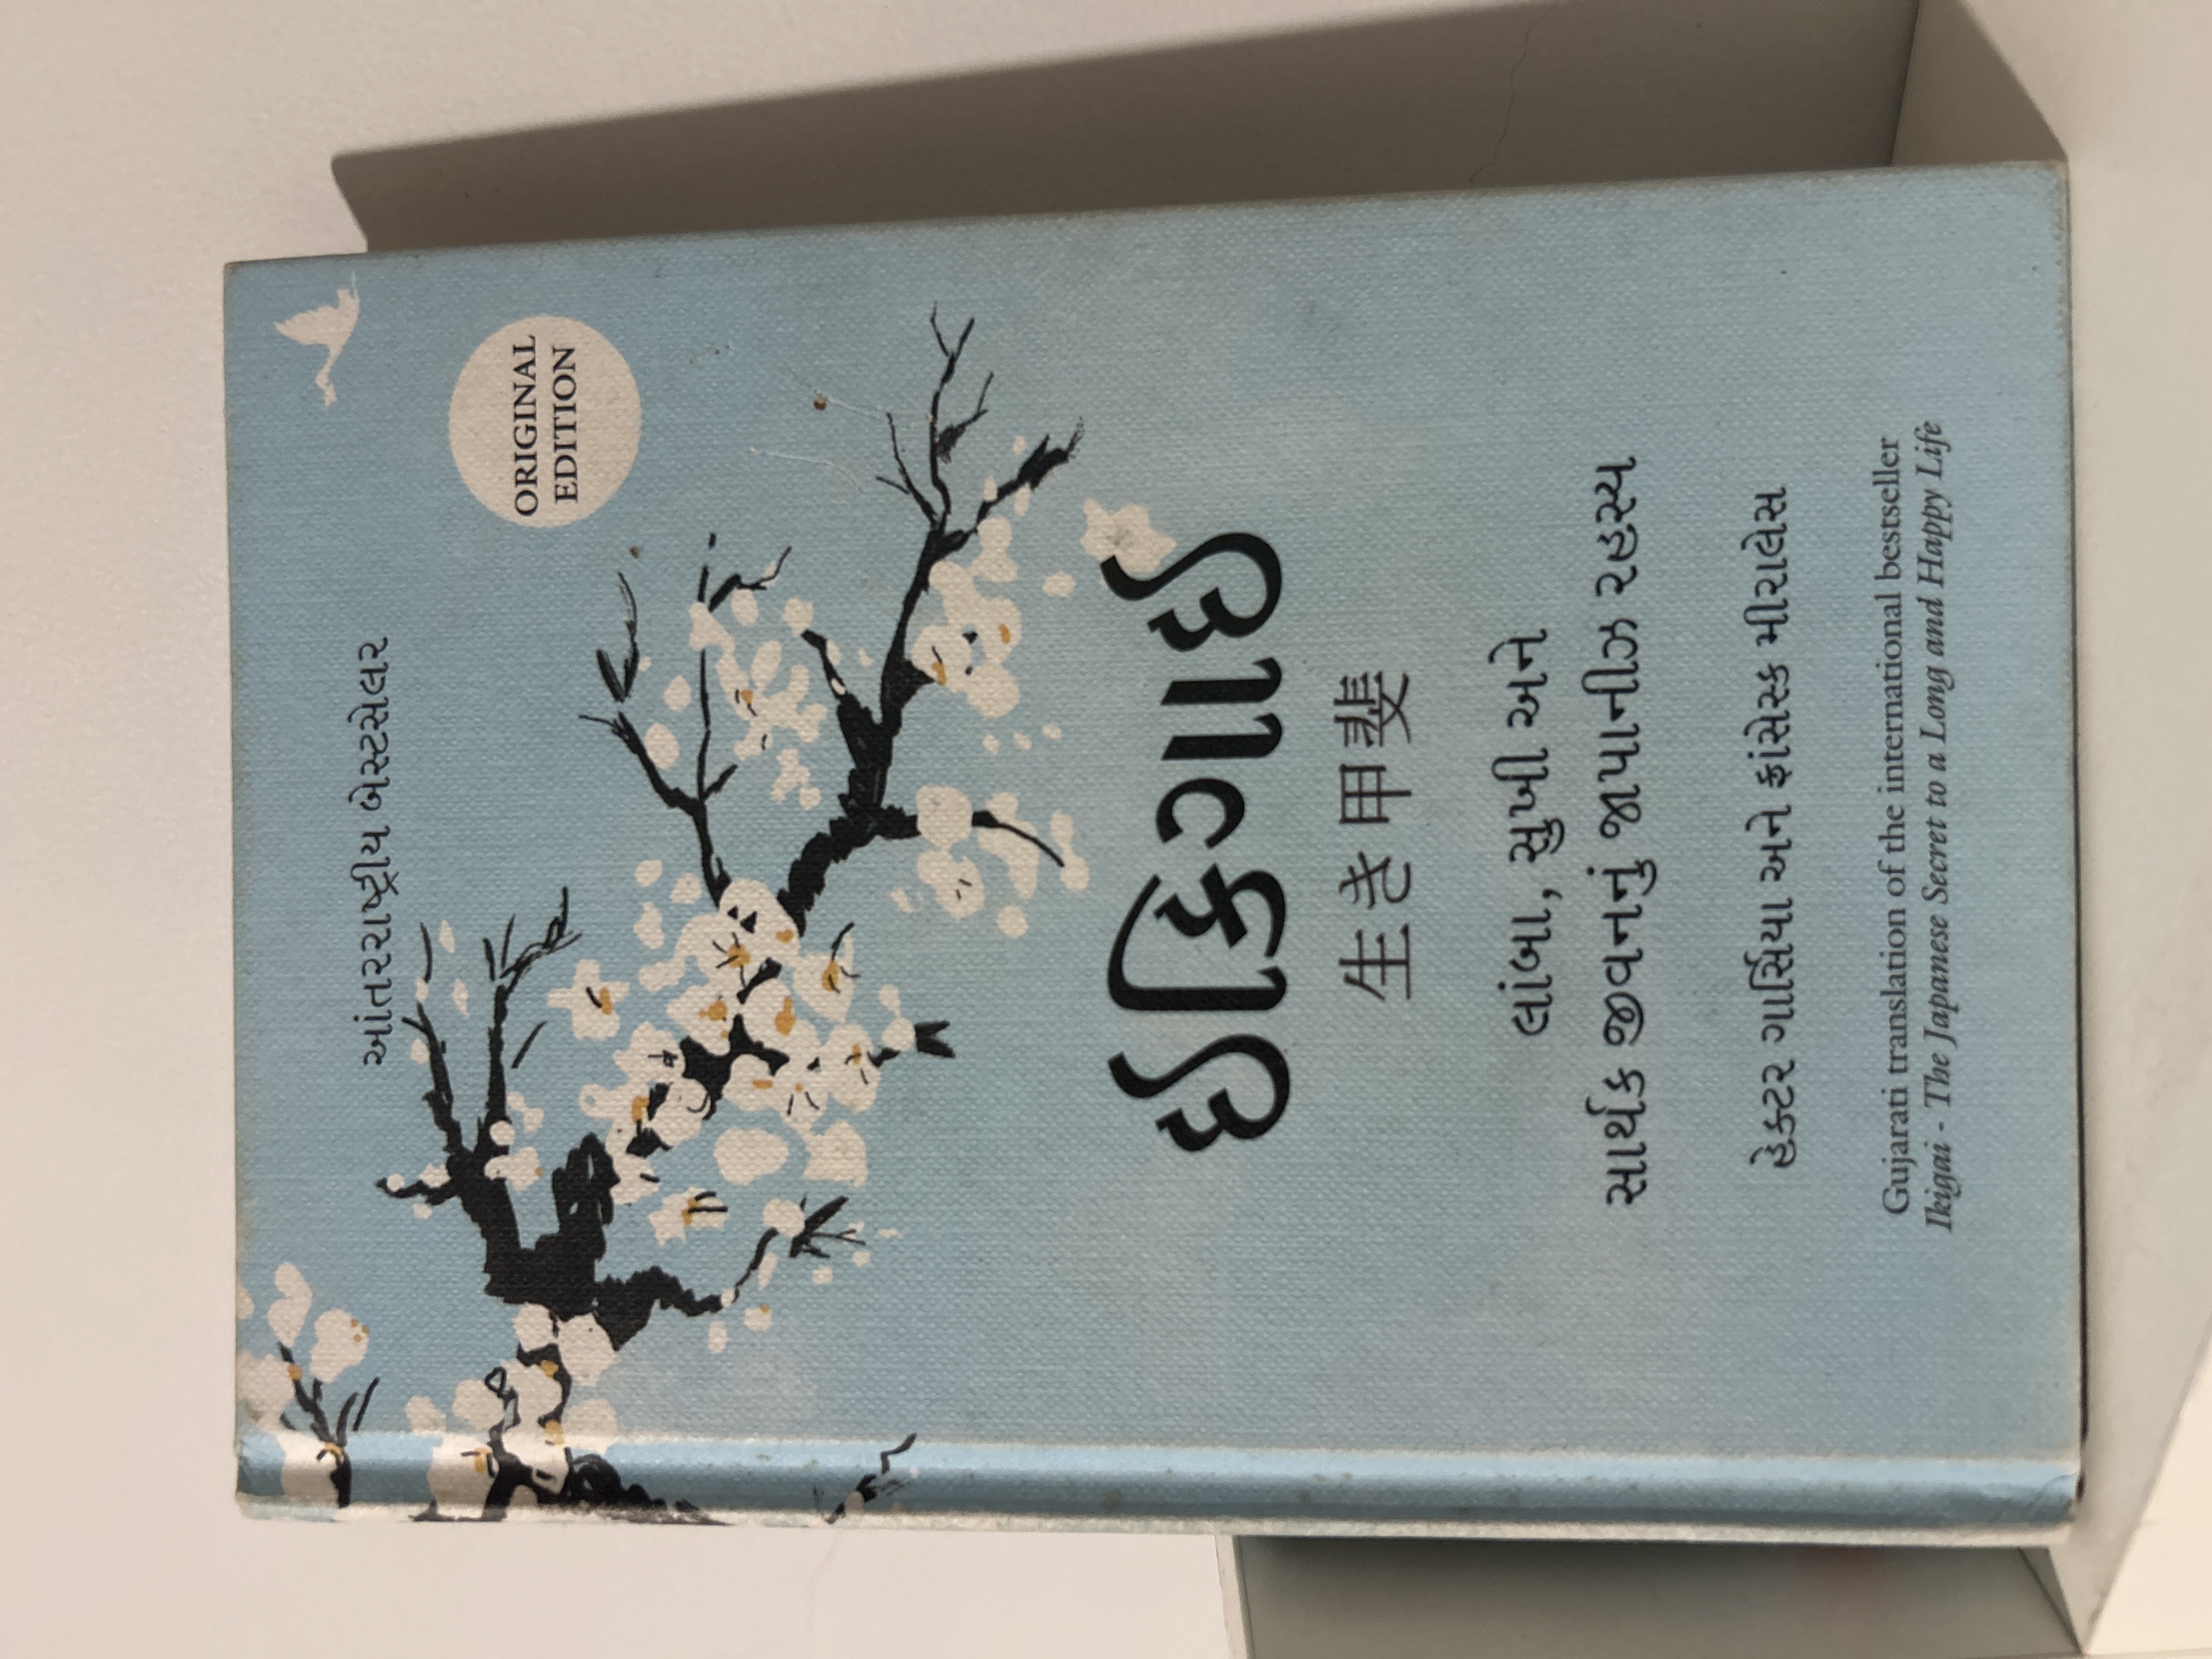 આંતરરાષ્ટ્રીય બેસ્ટસેલર
ORIGINAL
EDITION
ઇકિગાઇ
生き甲斐
લાંબા, સુખી અને
સાર્થક જીવનનું જાપાનીઝ રહસ્ય
હેક્ટર ગાર્સિયા અને ફ્રાંસેસ્ક મીરાલેસ
Gujarati translation of the international bestseller
Ikigai - The Japanese Secret to a Long and Happy Life